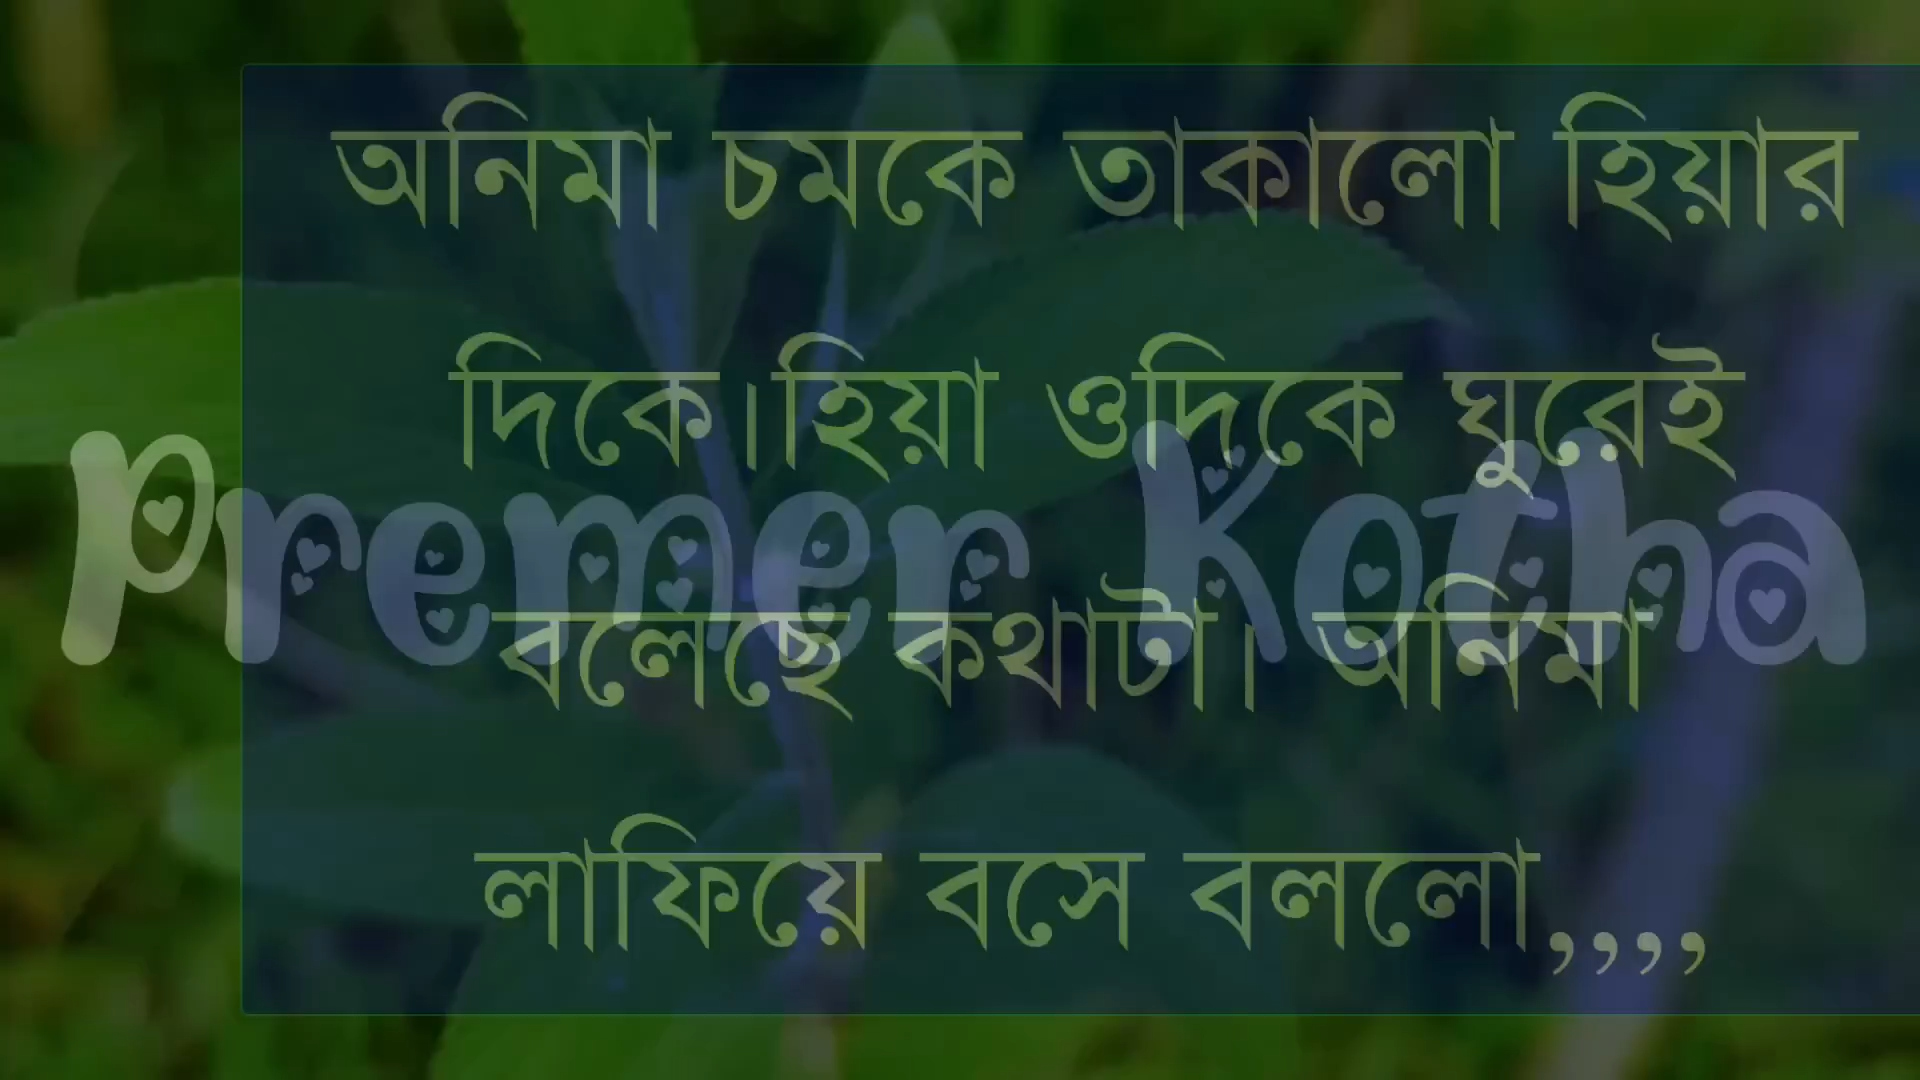 অনিমা চমকে তাকালো হিয়ার
দিকে।হিয়া ওদিকে ঘুরেই
Premer Kotha
বলেছে কথাটা। অনিমা
লাফিয়ে বসে বললো,,,,